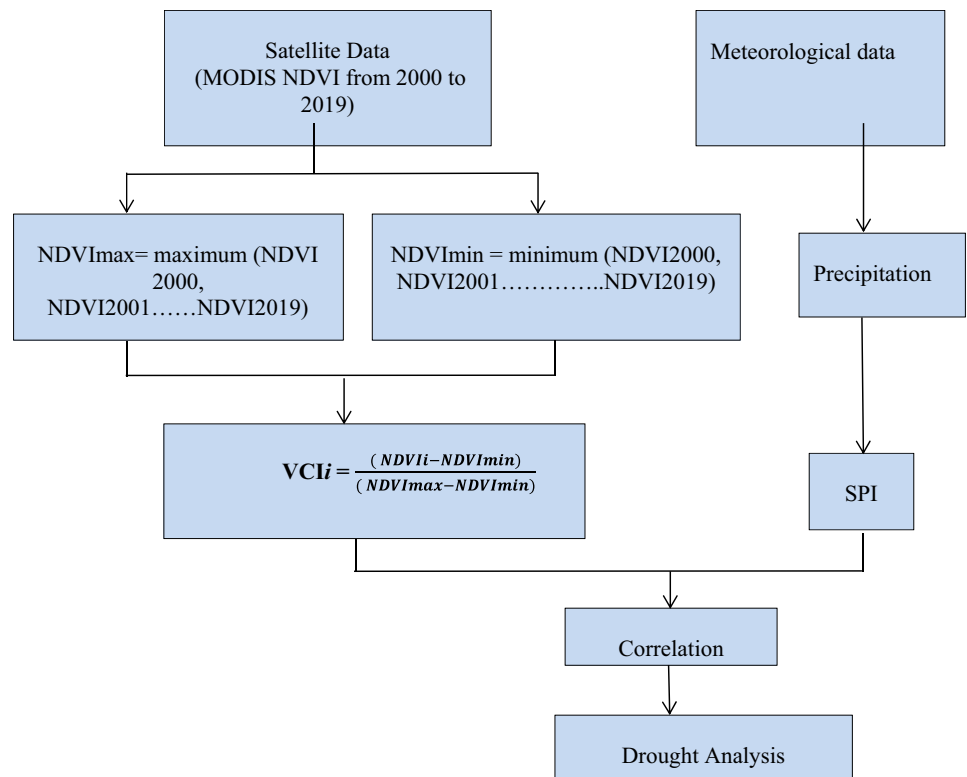 Satellite Data
(MODIS NDVI from 2000 to
2019)
Meteorological data
NDVImax= maximum (NDVI
2000,
NDVI2001……NDVI2019)
NDVImin = minimum (NDVI2000,
NDVI2001…………..NDVI2019)
Precipitation
VCIi = (NDVIi−NDVImin) / (NDVImax−NDVImin)
SPI
Correlation
Drought Analysis